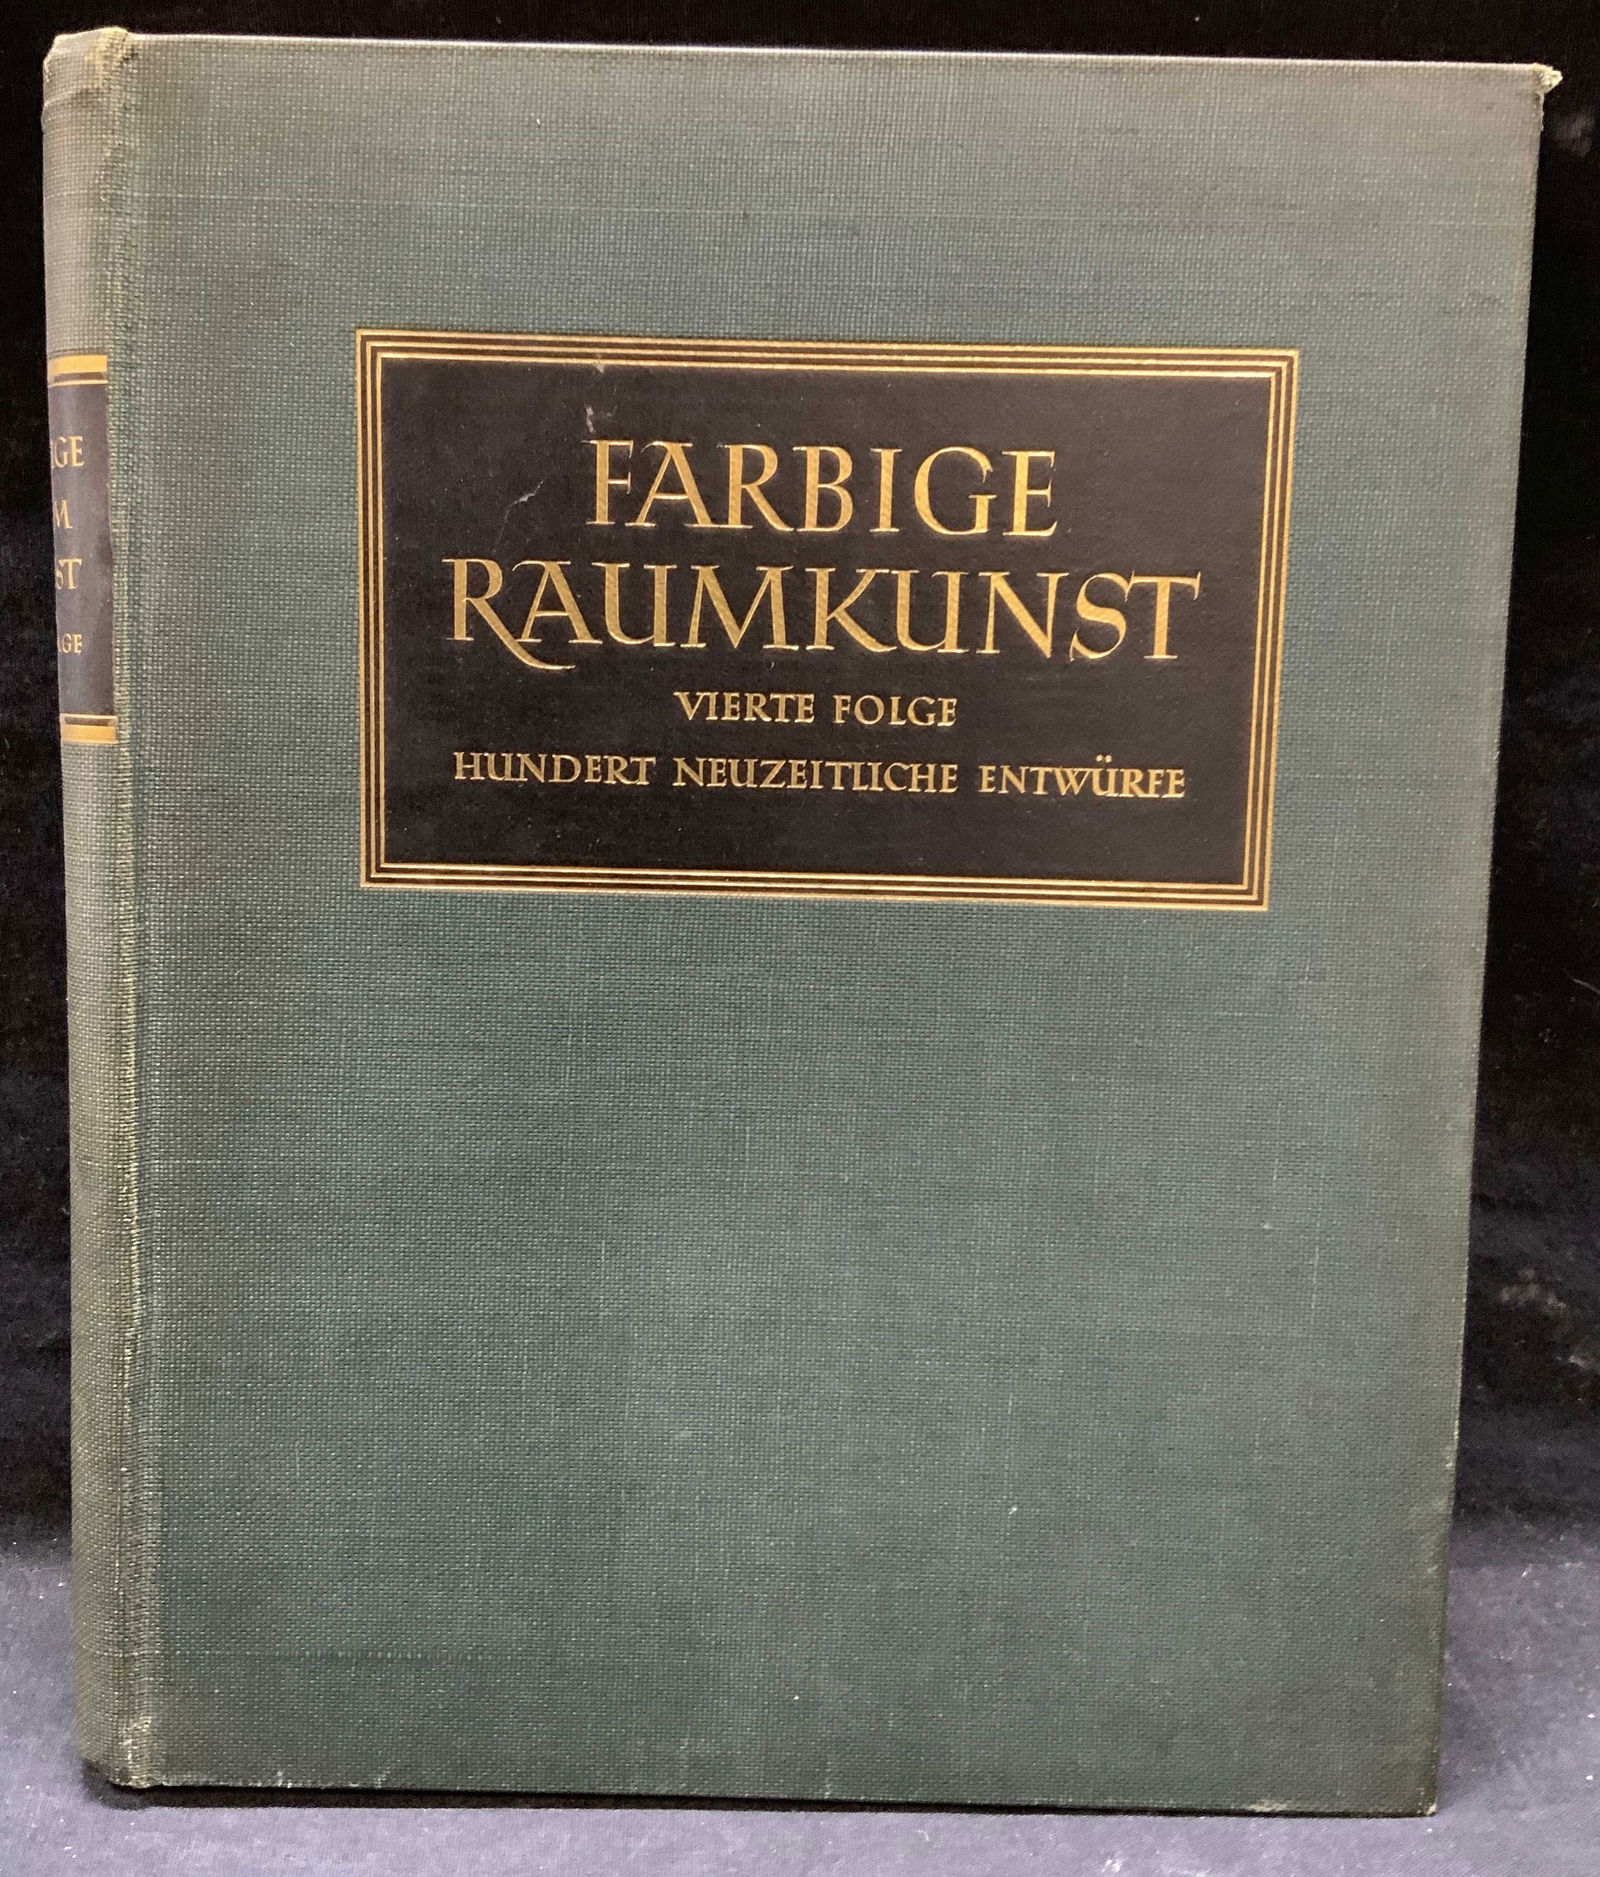 FARBIGE
RAUMKUNST
VIERTE FOLGE
HUNDERT NEUZEITLICHE ENTWÜRFE